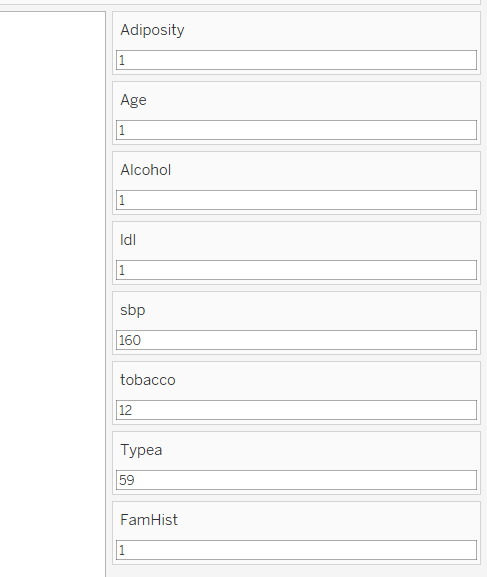 Adiposity
1
Age
1
Alcohol
1
ldl
1
sbp
160
tobacco
12
Typea
59
FamHist
1